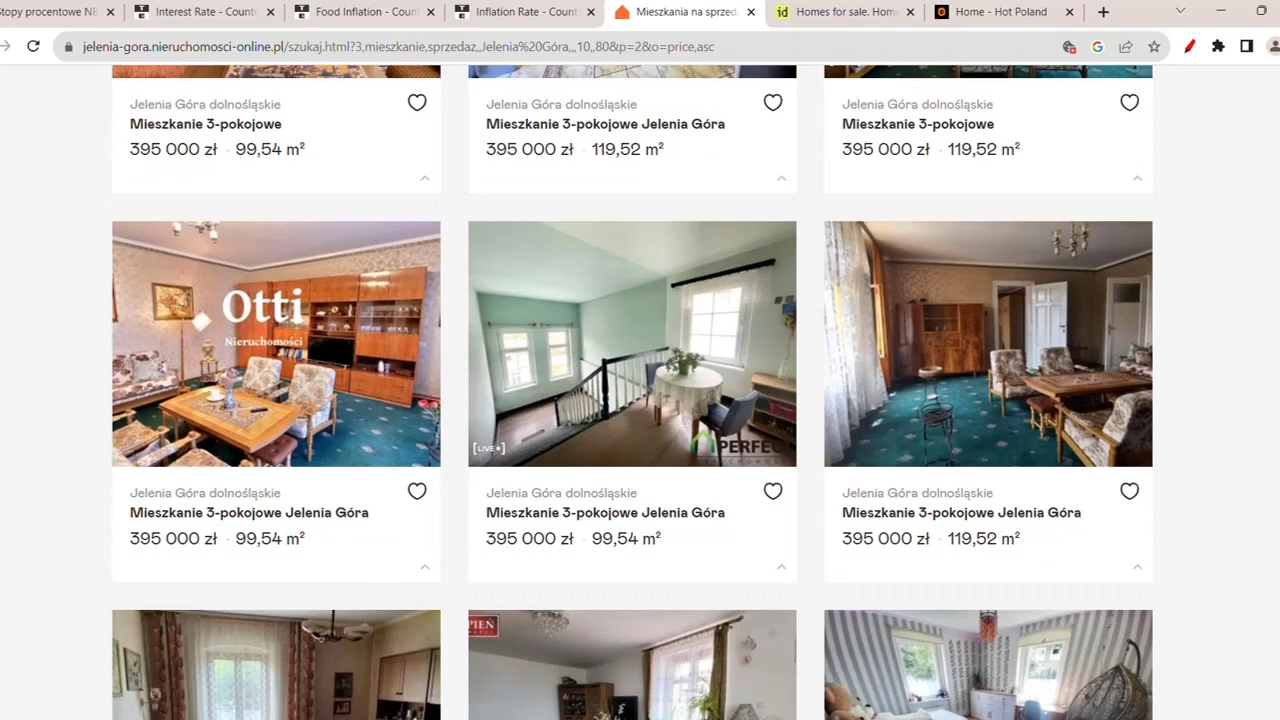 Stopy procentowe NB
Interest Rate - Countr
Food Inflation - Coun
Inflation Rate - Count
Mieszkania na sprzed
Homes for sale. Hom
Home - Hot Poland
jelenia-gora.nieruchomosci-online.pl/szukaj.html?3,mieszkanie,sprzedaz,,Jelenia%20Góra,,,10,,80&p=2&o=price,asc
Jelenia Góra dolnośląskie
Mieszkanie 3-pokojowe
395 000 zł · 99,54 m²
Jelenia Góra dolnośląskie
Mieszkanie 3-pokojowe Jelenia Góra
395 000 zł · 119,52 m²
Jelenia Góra dolnośląskie
Mieszkanie 3-pokojowe
395 000 zł · 119,52 m²
Otti
Nieruchomości
[LIVE●]
PERFEC
Jelenia Góra dolnośląskie
Mieszkanie 3-pokojowe Jelenia Góra
395 000 zł · 99,54 m²
Jelenia Góra dolnośląskie
Mieszkanie 3-pokojowe Jelenia Góra
395 000 zł · 99,54 m²
Jelenia Góra dolnośląskie
Mieszkanie 3-pokojowe Jelenia Góra
395 000 zł · 119,52 m²
PIEŃ